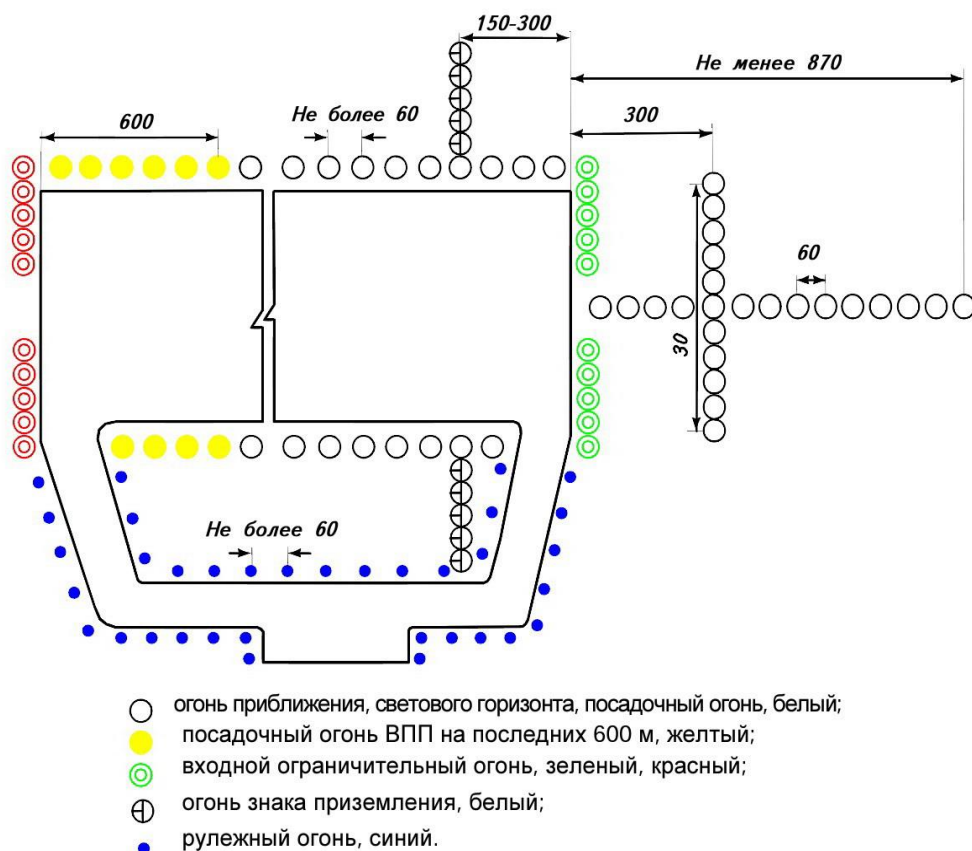 150-300
Не менее 870
600
Не более 60
300
60
30
Не более 60
огонь приближения, светового горизонта, посадочный огонь, белый;
посадочный огонь ВПП на последних 600 м, желтый;
входной ограничительный огонь, зеленый, красный;
огонь знака приземления, белый;
рулежный огонь, синий.